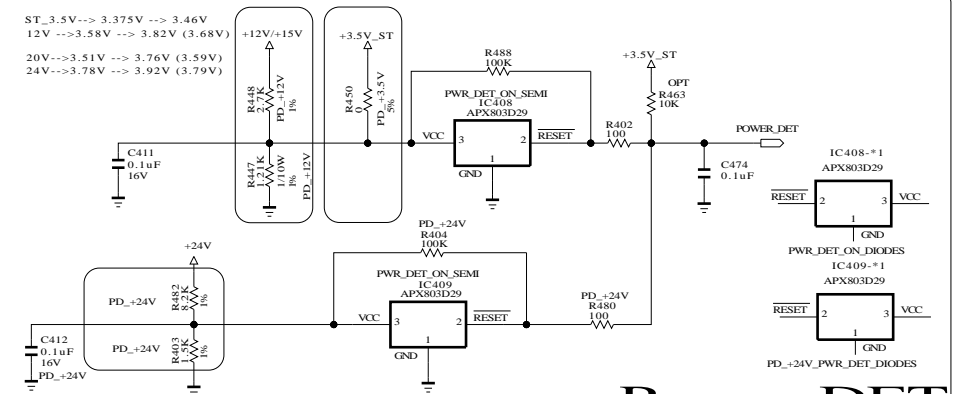 ST_3.5V--> 3.375V --> 3.46V
12V -->3.58V --> 3.82V (3.68V)
20V-->3.51V --> 3.76V (3.59V)
24V-->3.78V --> 3.92V (3.79V)
+12V/+15V
R448
2.7K
PD_+12V
1%
R447
1.21K
1/10W
1%
PD_+12V
+3.5V_ST
R450
0
PD_+3.5V
5%
C411
0.1uF
16V
R488
100K
PWR_DET_ON_SEMI
IC408
APX803D29
VCC
3
2
RESET
1
GND
R402
100
+3.5V_ST
OPT
R463
10K
POWER_DET
C474
0.1uF
IC408-*1
APX803D29
RESET
2
3
VCC
1
GND
PWR_DET_ON_DIODES
+24V
PD_+24V
R482
8.2K
1%
PD_+24V
R403
1.5K
1%
C412
0.1uF
16V
PD_+24V
PD_+24V
R404
100K
PWR_DET_ON_SEMI
IC409
APX803D29
VCC
3
2
RESET
1
GND
PD_+24V
R480
100
IC409-*1
APX803D29
RESET
2
3
VCC
1
GND
PD_+24V_PWR_DET_DIODES